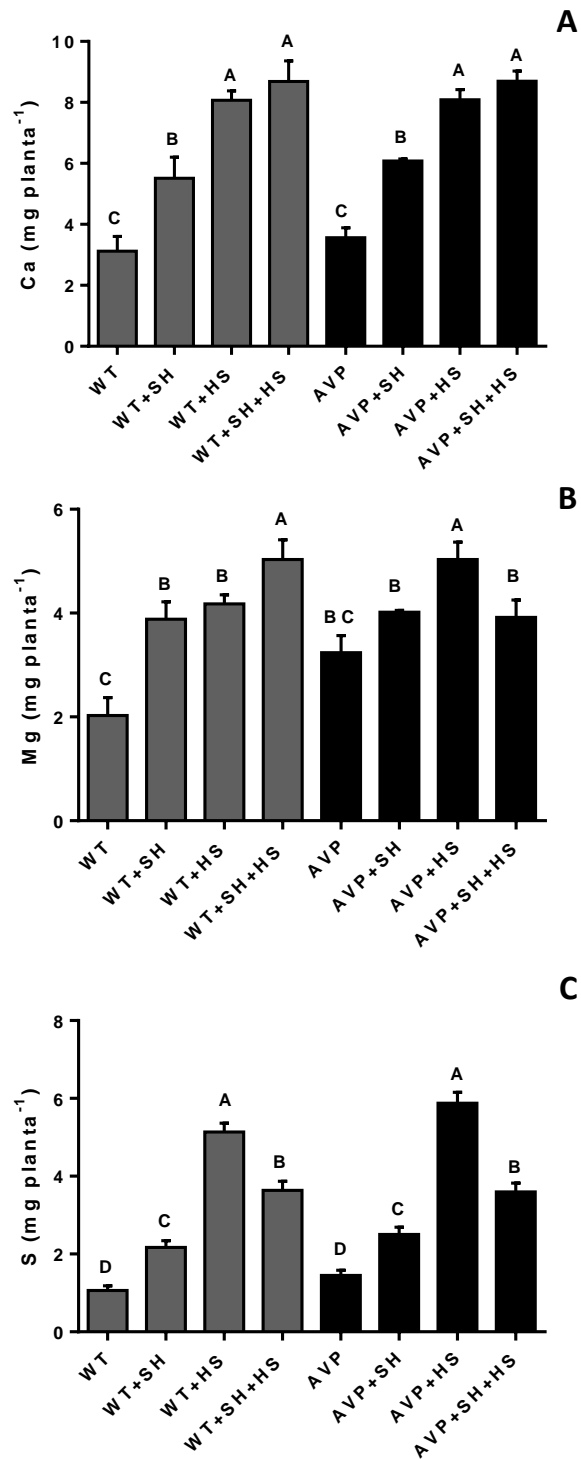 A
Ca (mg planta⁻¹)
10
8
6
4
2
0
C
B
A
A
C
B
A
A
WT
WT+SH
WT+HS
WT+SH+HS
AVP
AVP+SH
AVP+HS
AVP+SH+HS
B
Mg (mg planta⁻¹)
6
4
2
0
C
B
B
A
B C
B
A
B
WT
WT+SH
WT+HS
WT+SH+HS
AVP
AVP+SH
AVP+HS
AVP+SH+HS
C
S (mg planta⁻¹)
8
6
4
2
0
D
C
A
B
D
C
A
B
WT
WT+SH
WT+HS
WT+SH+HS
AVP
AVP+SH
AVP+HS
AVP+SH+HS